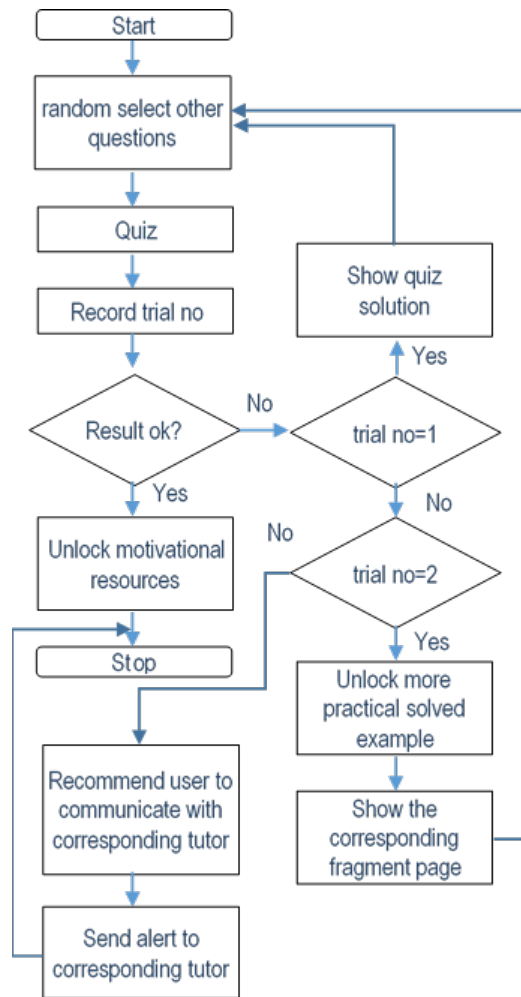 Start
random select other
questions
Quiz
Record trial no
Show quiz
solution
Yes
Result ok?
No
trial no=1
Yes
No
Unlock motivational
resources
No
trial no=2
Stop
Yes
Unlock more
practical solved
example
Recommend user to
communicate with
corresponding tutor
Show the
corresponding
fragment page
Send alert to
corresponding tutor